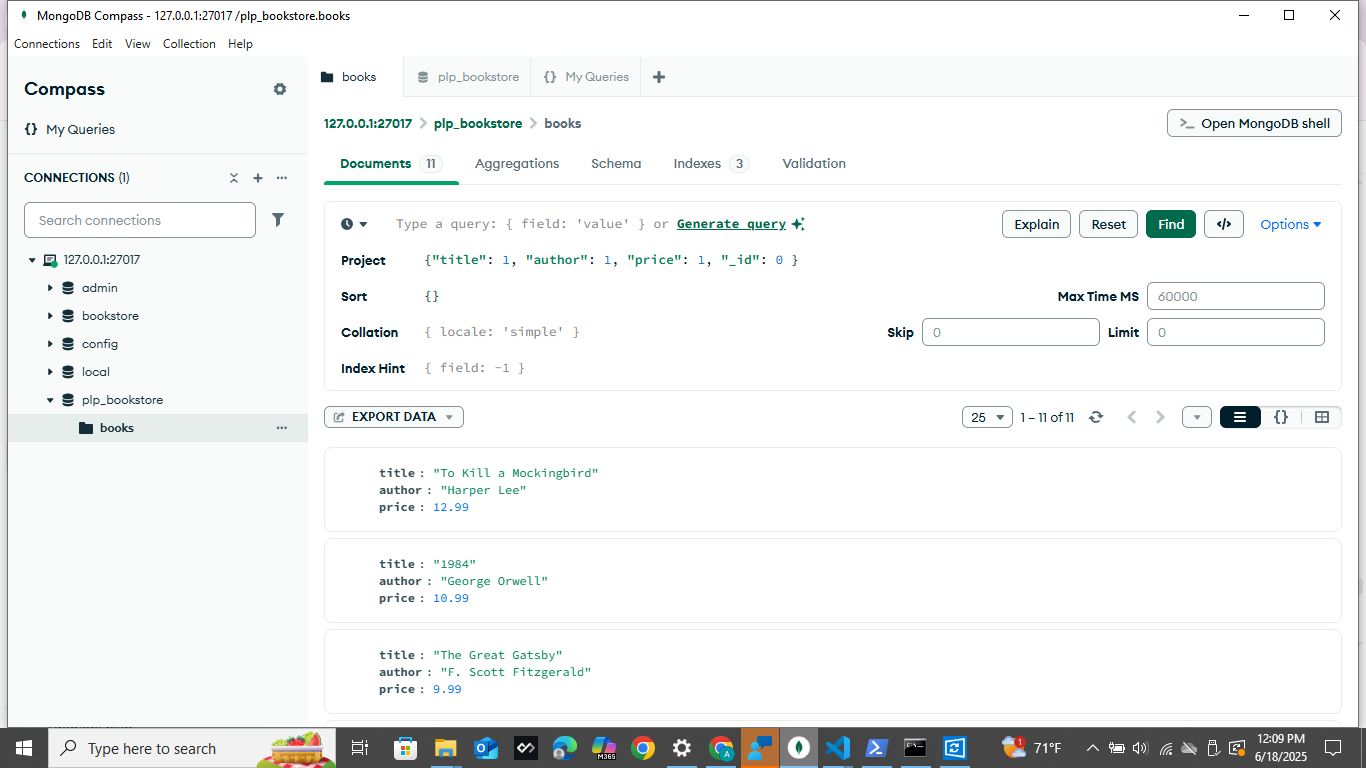 MongoDB Compass - 127.0.0.1:27017 /plp_bookstore.books
Connections Edit View Collection Help
Compass
My Queries
CONNECTIONS (1)
Search connections
127.0.0.1:27017
admin
bookstore
config
local
plp_bookstore
books
books plp_bookstore {} My Queries
127.0.0.1:27017 > plp_bookstore > books
>_ Open MongoDB shell
Documents 11 Aggregations Schema Indexes 3 Validation
Type a query: { field: 'value' } or Generate query
Explain Reset Find </> Options
Project {"title": 1, "author": 1, "price": 1, "_id": 0 }
Sort {}
Max Time MS 60000
Collation { locale: 'simple' }
Skip 0 Limit 0
Index Hint { field: -1 }
EXPORT DATA
25 1 – 11 of 11 {}
title : "To Kill a Mockingbird"
author : "Harper Lee"
price : 12.99
title : "1984"
author : "George Orwell"
price : 10.99
title : "The Great Gatsby"
author : "F. Scott Fitzgerald"
price : 9.99
Type here to search
M365
A
1
71°F
12:09 PM
6/18/2025